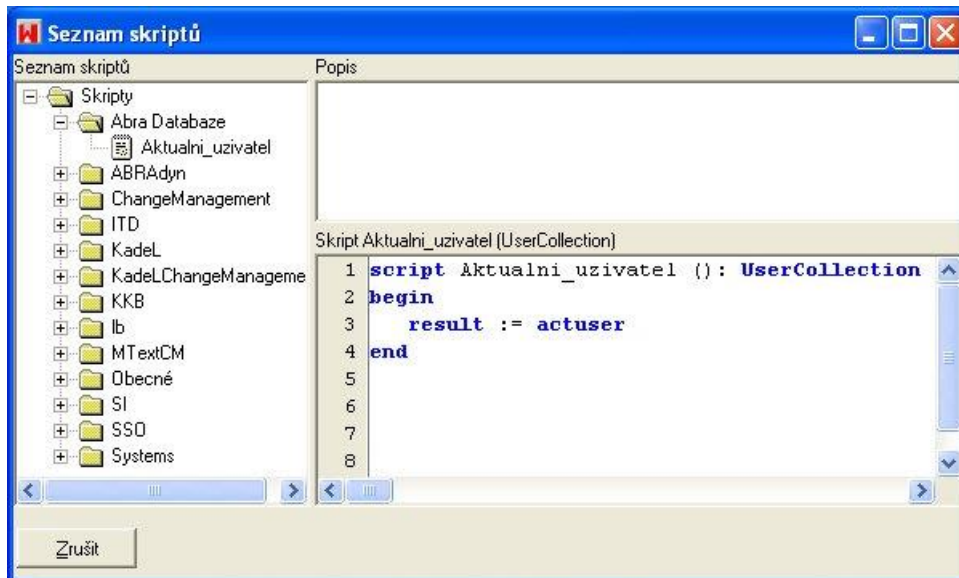 Seznam skriptů
Seznam skriptů
Skripty
Abra Databaze
Aktualni_uzivatel
ABRAdyn
ChangeManagement
ITD
KadeL
KadeLChangeManageme
KKB
lb
MTextCM
Obecné
SI
SSO
Systems
Popis
Skript Aktualni_uzivatel (UserCollection)
1 script Aktualni_uzivatel (): UserCollection
2 begin
3 result := actuser
4 end
5
6
7
8
Zrušit